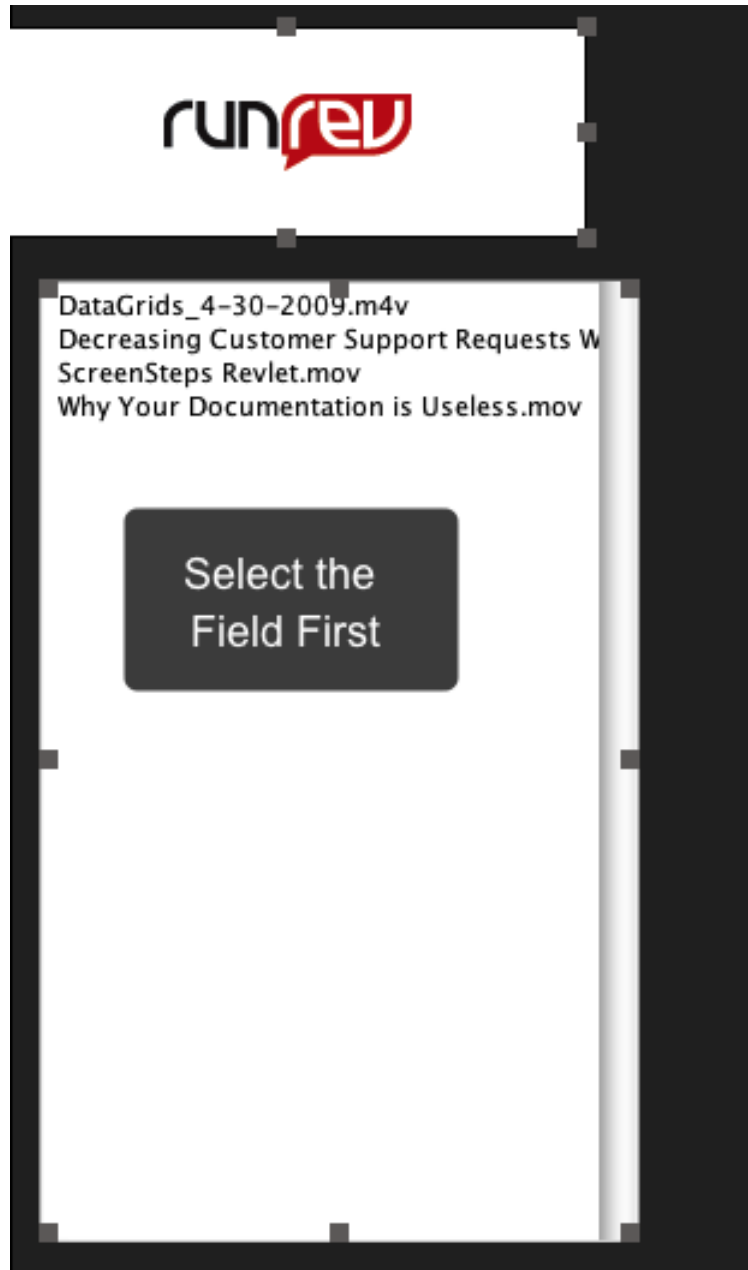 runrev
DataGrids_4-30-2009.m4v
Decreasing Customer Support Requests W
ScreenSteps Revlet.mov
Why Your Documentation is Useless.mov
Select the
Field First